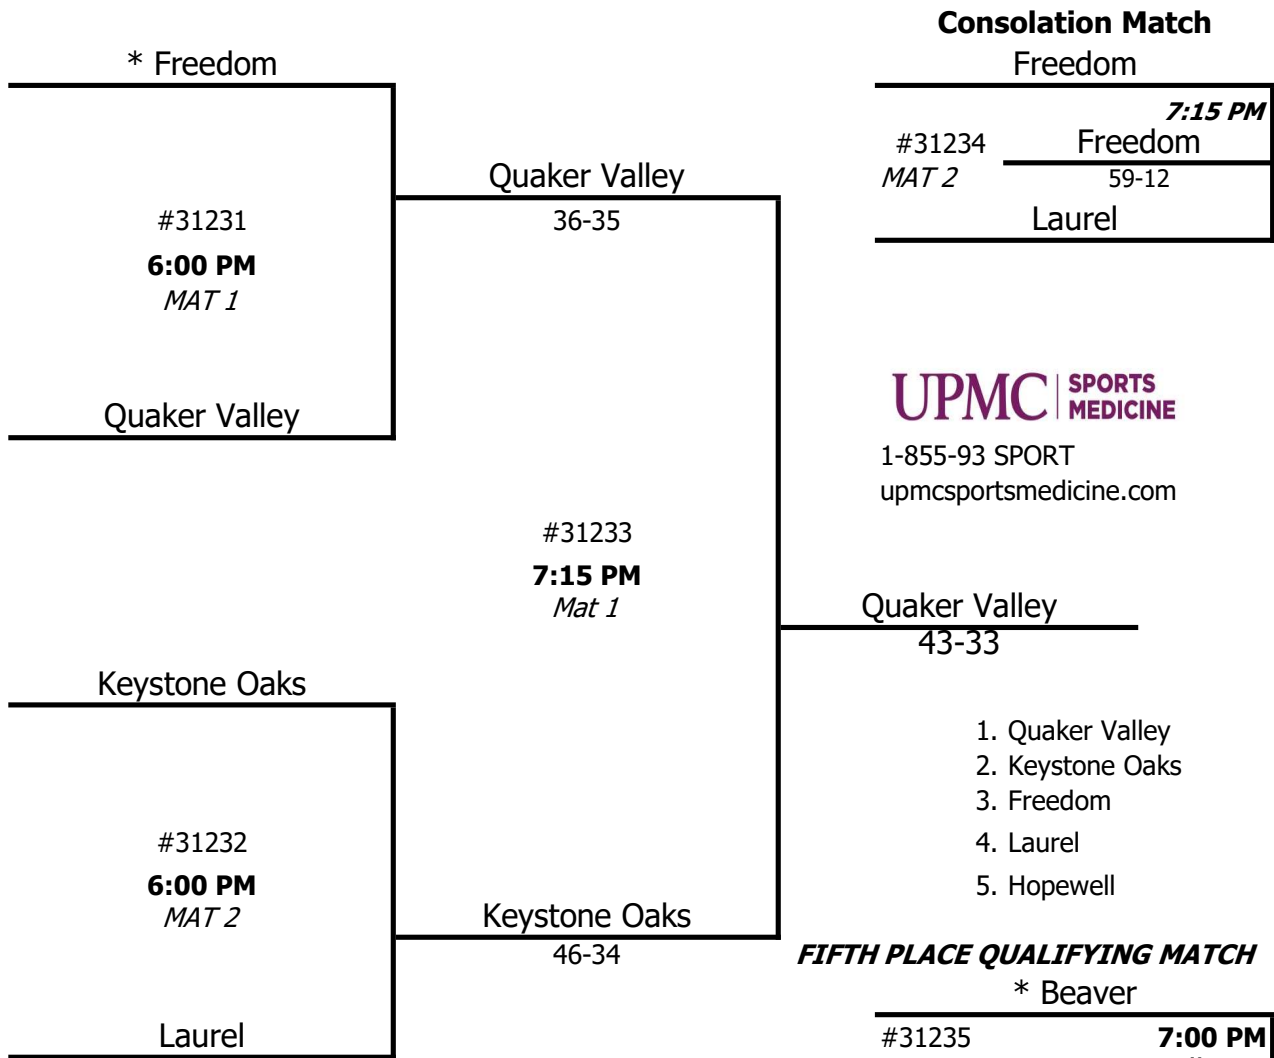 * Freedom
#31231
6:00 PM
MAT 1
Quaker Valley
Quaker Valley
36-35
#31233
7:15 PM
Mat 1
Keystone Oaks
#31232
6:00 PM
MAT 2
Laurel
Keystone Oaks
46-34
Quaker Valley
43-33
Consolation Match
Freedom
7:15 PM
#31234
Freedom
MAT 2
59-12
Laurel
UPMC SPORTS MEDICINE
1-855-93 SPORT
upmcsportsmedicine.com
1. Quaker Valley
2. Keystone Oaks
3. Freedom
4. Laurel
5. Hopewell
FIFTH PLACE QUALIFYING MATCH
* Beaver
#31235
7:00 PM